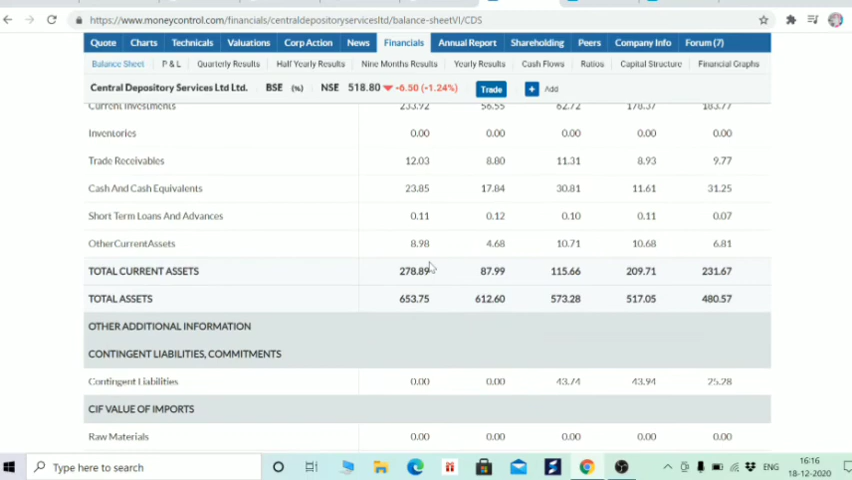 https://www.moneycontrol.com/financials/centraldepositoryservicesltd/balance-sheetVI/CDS
Quote Charts Technicals Valuations Corp Action News Financials Annual Report Shareholding Peers Company Info Forum (7)
Balance Sheet P & L Quarterly Results Half Yearly Results Nine Months Results Yearly Results Cash Flows Ratios Capital Structure Financial Graphs
Central Depository Services Ltd Ltd. BSE (%) NSE 518.80 -6.50 (-1.24%) Trade + Add
Current Investments 233.92 56.55 62.72 178.37 183.77
Inventories 0.00 0.00 0.00 0.00 0.00
Trade Receivables 12.03 8.80 11.31 8.93 9.77
Cash And Cash Equivalents 23.85 17.84 30.81 11.61 31.25
Short Term Loans And Advances 0.11 0.12 0.10 0.11 0.07
OtherCurrentAssets 8.98 4.68 10.71 10.68 6.81
TOTAL CURRENT ASSETS 278.89 87.99 115.66 209.71 231.67
TOTAL ASSETS 653.75 612.60 573.28 517.05 480.57
OTHER ADDITIONAL INFORMATION
CONTINGENT LIABILITIES, COMMITMENTS
Contingent Liabilities 0.00 0.00 43.74 43.94 25.28
CIF VALUE OF IMPORTS
Raw Materials 0.00 0.00 0.00 0.00 0.00
Type here to search
ENG
16:16
18-12-2020